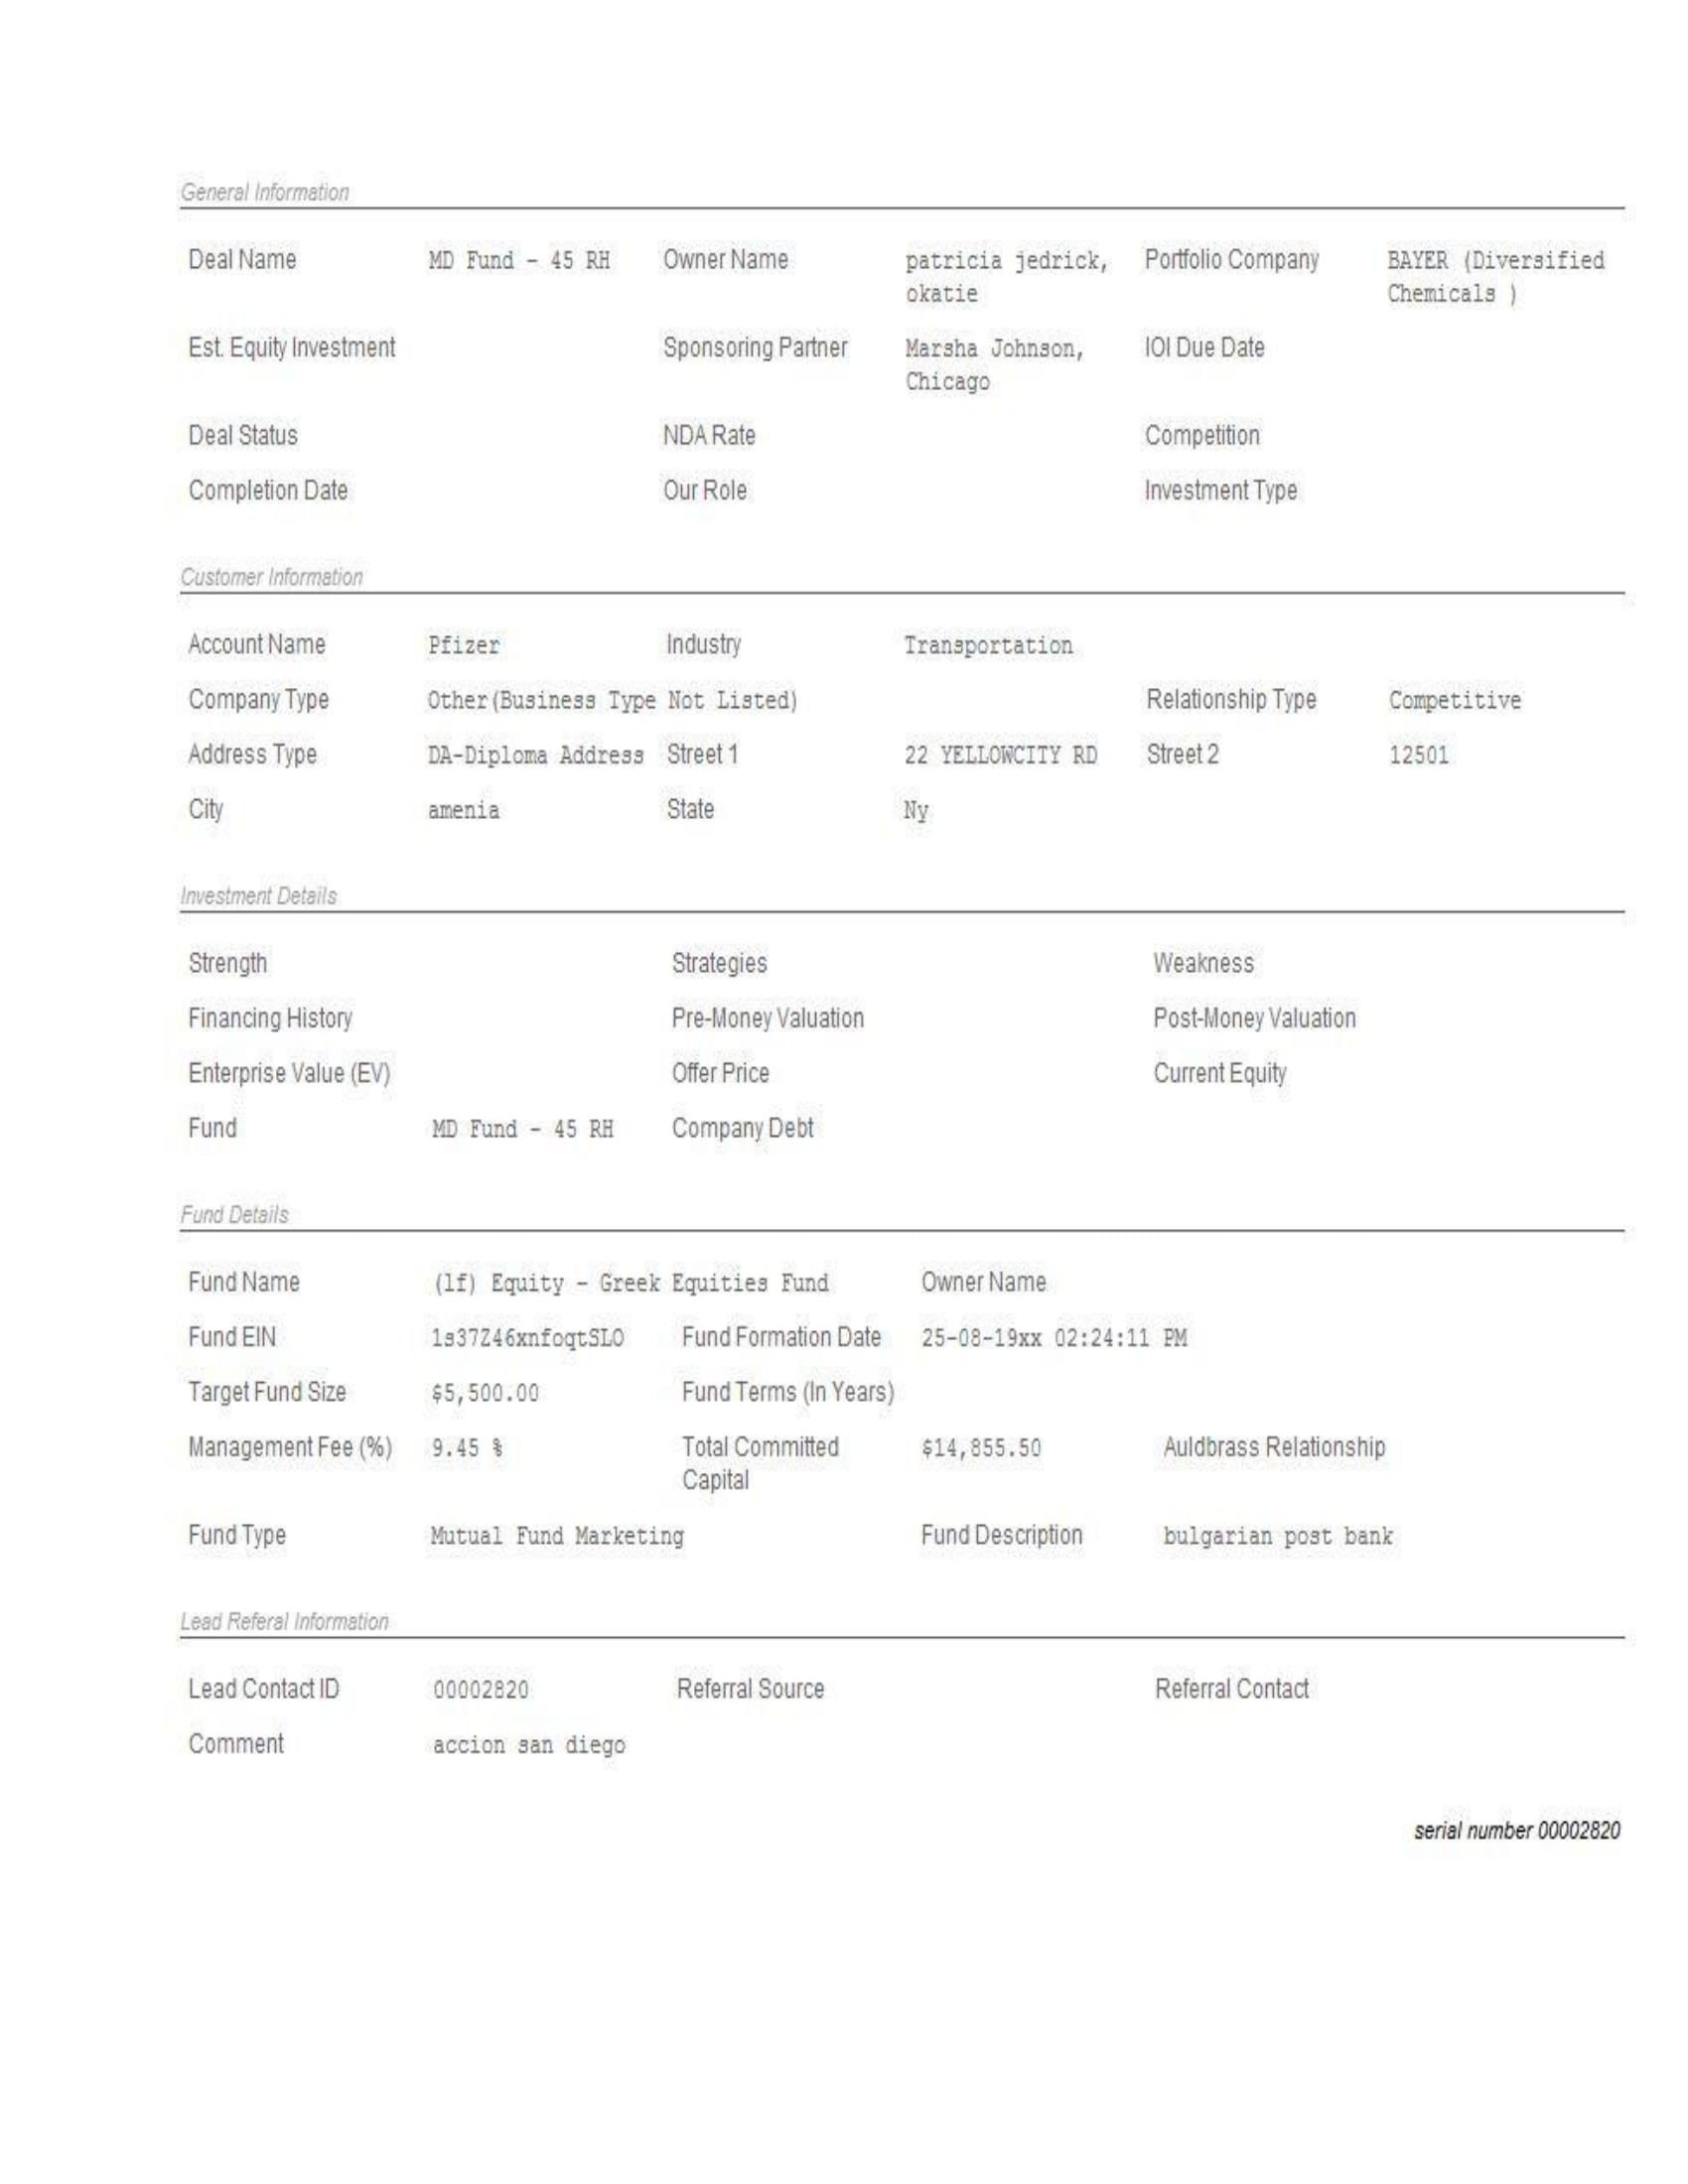 General Information
Deal Name MD Fund - 45 RH Owner Name patricia jedrick, Portfolio Company BAYER (Diversified
okatie Chemicals )
Est. Equity Investment Sponsoring Partner Marsha Johnson, IOI Due Date
Chicago
Deal Status NDA Rate Competition
Completion Date Our Role Investment Type
Customer Information
Account Name Pfizer Industry Transportation
Company Type Other(Business Type Not Listed) Relationship Type Competitive
Address Type DA-Diploma Address Street 1 22 YELLOWCITY RD Street 2 12501
City amenia State Ny
Investment Details
Strength Strategies Weakness
Financing History Pre-Money Valuation Post-Money Valuation
Enterprise Value (EV) Offer Price Current Equity
Fund MD Fund - 45 RH Company Debt
Fund Details
Fund Name (lf) Equity - Greek Equities Fund Owner Name
Fund EIN 1s37Z46xnfoqtSLO Fund Formation Date 25-08-19xx 02:24:11 PM
Target Fund Size $5,500.00 Fund Terms (In Years)
Management Fee (%) 9.45 % Total Committed $14,855.50 Auldbrass Relationship
Capital
Fund Type Mutual Fund Marketing Fund Description bulgarian post bank
Lead Referal Information
Lead Contact ID 00002820 Referral Source Referral Contact
Comment accion san diego
serial number 00002820